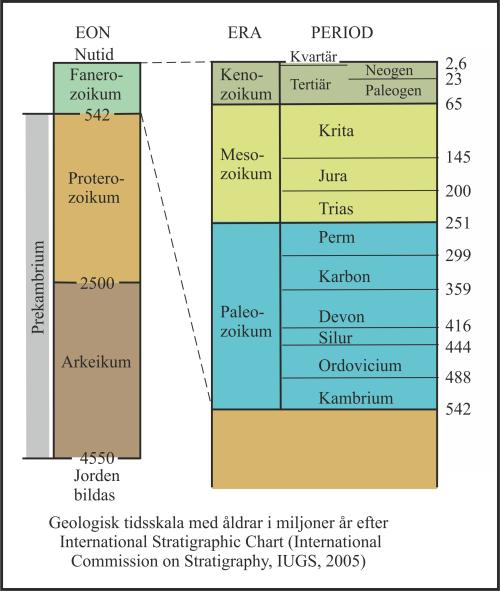 EON ERA PERIOD
Nutid
Kvartär
2,6
Fanero-
zoikum
Keno-
zoikum
Tertiär
Neogen
23
Paleogen
65
542
Prekambrium
Protero-
zoikum
2500
Arkeikum
4550
Jorden
bildas
Meso-
zoikum
Krita
145
Jura
200
Trias
251
Paleo-
zoikum
Perm
299
Karbon
359
Devon
416
Silur
444
Ordovicium
488
Kambrium
542
Geologisk tidsskala med åldrar i miljoner år efter
International Stratigraphic Chart (International
Commission on Stratigraphy, IUGS, 2005)